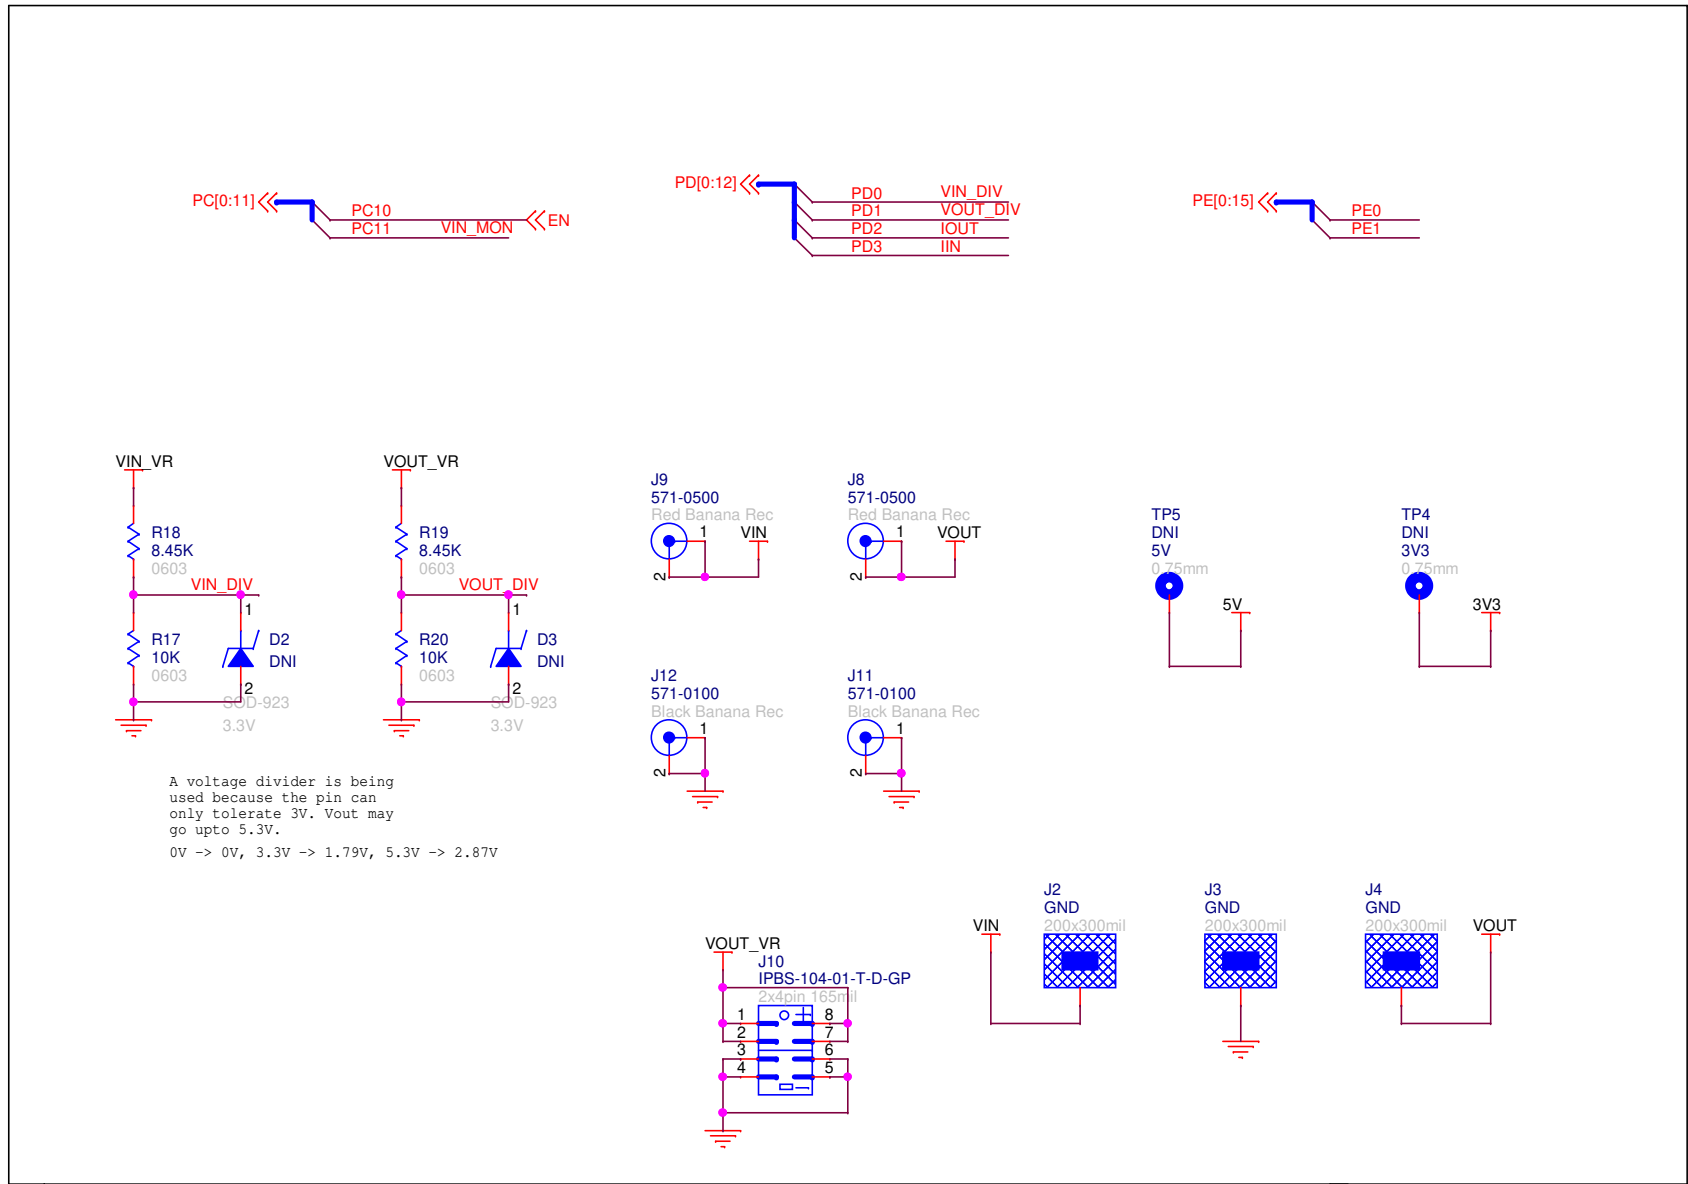 PC[0:11]
PC10
EN
PC11 VIN_MON
PD[0:12]
PD0 VIN_DIV
PD1 VOUT_DIV
PD2 IOUT
PD3 IIN
PE[0:15]
PE0
PE1
VIN_VR
R18
8.45K
0603
VIN_DIV
1
R17
10K
0603
D2
DNI
2
SOD-923
3.3V
VOUT_VR
R19
8.45K
0603
VOUT_DIV
1
R20
10K
0603
D3
DNI
2
SOD-923
3.3V
A voltage divider is being
used because the pin can
only tolerate 3V. Vout may
go upto 5.3V.
0V -> 0V, 3.3V -> 1.79V, 5.3V -> 2.87V
J9
571-0500
Red Banana Rec
1 VIN
2
J8
571-0500
Red Banana Rec
1 VOUT
2
J12
571-0100
Black Banana Rec
1
2
J11
571-0100
Black Banana Rec
1
2
TP5
DNI
5V
0.75mm
5V
TP4
DNI
3V3
0.75mm
3V3
VOUT_VR
J10
IPBS-104-01-T-D-GP
2x4pin 165mil
1 8
2 7
3 6
4 5
VIN
J2
GND
200x300mil
J3
GND
200x300mil
J4
GND
200x300mil
VOUT